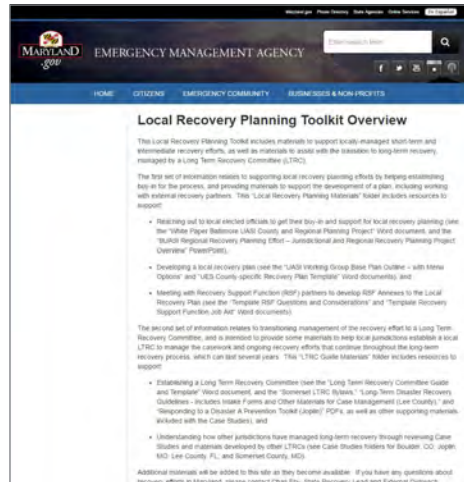 Maryland.gov Phone Directory State Agencies Online Services En Español
MARYLAND
.gov
EMERGENCY MANAGEMENT AGENCY
Enter search term
HOME CITIZENS EMERGENCY COMMUNITY BUSINESSES & NON-PROFITS
Local Recovery Planning Toolkit Overview
This Local Recovery Planning Toolkit includes materials to support locally-managed short-term and
intermediate recovery efforts, as well as materials to assist with the transition to long-term recovery,
managed by a Long Term Recovery Committee (LTRC).
The first set of information relates to supporting local recovery planning efforts by helping establishing
buy-in for the process, and providing materials to support the development of a plan, including working
with external recovery partners. This "Local Recovery Planning Materials" folder includes resources to
support:
• Reaching out to local elected officials to get their buy-in and support for local recovery planning (see
the "White Paper Baltimore UASI County and Regional Planning Project" Word document, and the
"BUASI Regional Recovery Planning Effort – Jurisdictional and Regional Recovery Planning Project
Overview" PowerPoint),
• Developing a local recovery plan (see the "UASI Working Group Base Plan Outline – with Menu
Options" and "UES County-specific Recovery Plan Template" Word documents), and
• Meeting with Recovery Support Function (RSF) partners to develop RSF Annexes to the Local
Recovery Plan (see the "Template RSF Questions and Considerations" and "Template Recovery
Support Function Job Aid" Word documents).
The second set of information relates to transitioning management of the recovery effort to a Long Term
Recovery Committee, and is intended to provide some materials to help local jurisdictions establish a local
LTRC to manage the casework and ongoing recovery efforts that continue throughout the long-term
recovery process, which can last several years. This "LTRC Guide Materials" folder includes resources to
support:
• Establishing a Long Term Recovery Committee (see the "Long Term Recovery Committee Guide
and Template" Word document, and the "Somerset LTRC Bylaws," "Long-Term Disaster Recovery
Guidelines - Includes Intake Forms and Other Materials for Case Management (Lee County)," and
"Responding to a Disaster A Prevention Toolkit (Joplin)" PDFs, as well as other supporting materials
included with the Case Studies), and
• Understanding how other jurisdictions have managed long-term recovery through reviewing Case
Studies and materials developed by other LTRCs (see Case Studies folders for Boulder, CO; Joplin,
MO; Lee County, FL; and Somerset County, MD).
Additional materials will be added to this site as they become available. If you have any questions about